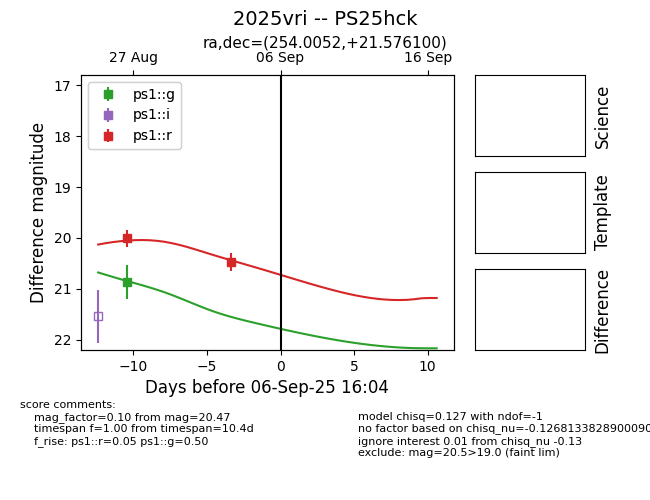 2025vri -- PS25hck
ra,dec=(254.0052,+21.576100)
27 Aug
06 Sep
16 Sep
17
18
19
20
21
22
Difference magnitude
ps1::g
ps1::i
ps1::r
−10
−5
0
5
10
Days before 06-Sep-25 16:04
Science
Template
Difference
score comments:
mag_factor=0.10 from mag=20.47
timespan f=1.00 from timespan=10.4d
f_rise: ps1::r=0.05 ps1::g=0.50
model chisq=0.127 with ndof=-1
no factor based on chisq_nu=-0.1268133828900090
ignore interest 0.01 from chisq_nu -0.13
exclude: mag=20.5>19.0 (faint lim)